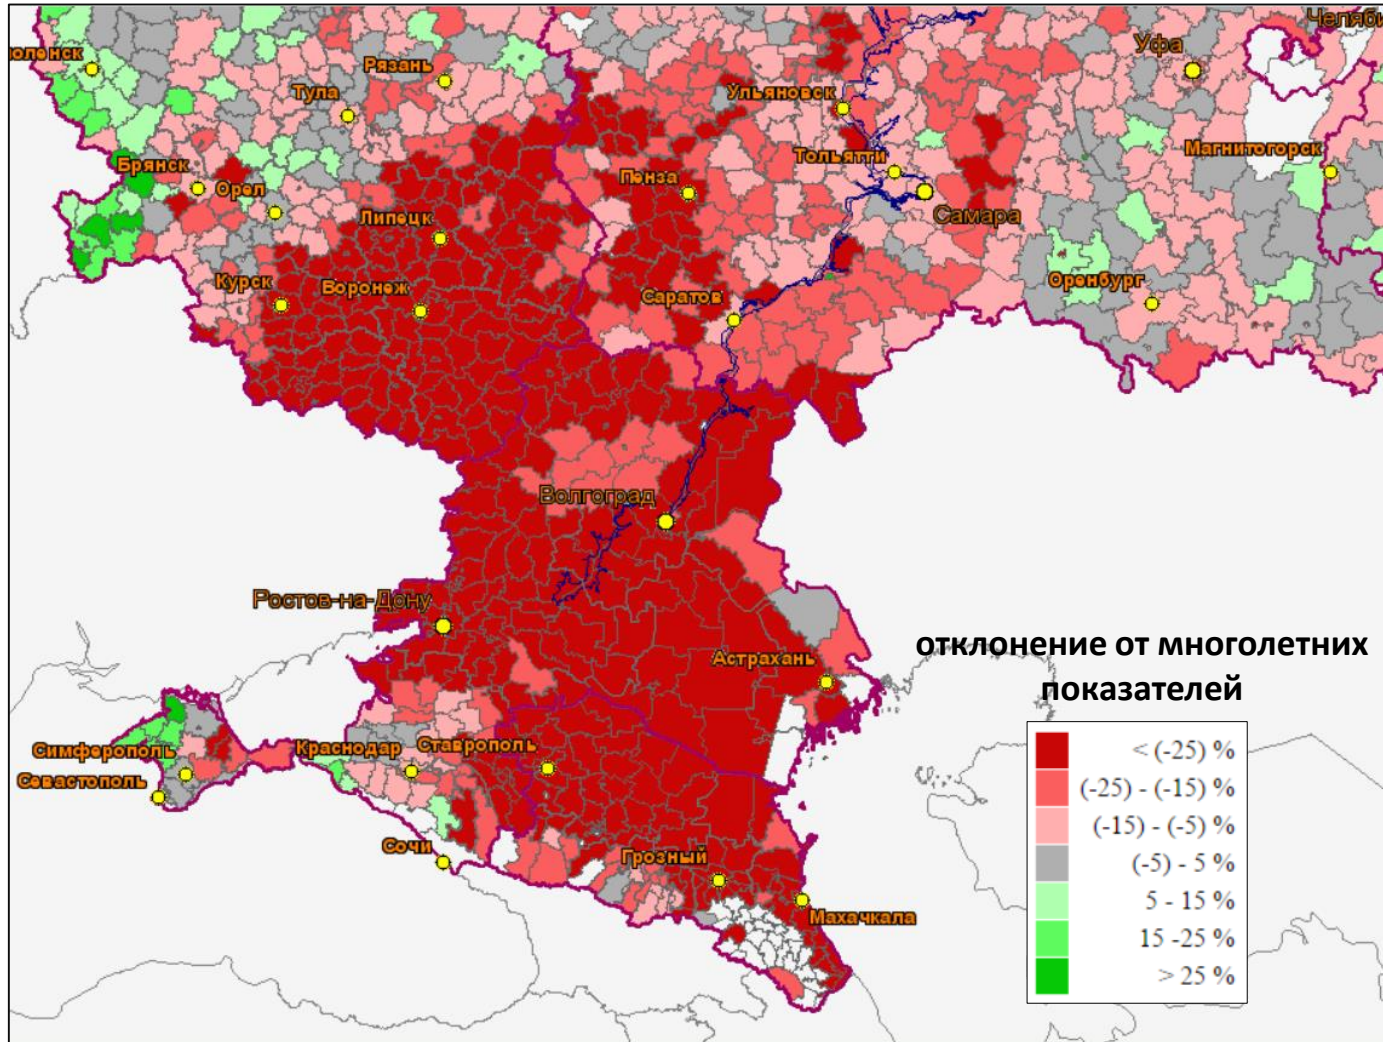 Челяби
Уфа
оленск
Рязань
Тула
Ульяновск
Магнитогорск
Тольятти
Брянск
Орел
Пенза
Самара
Липецк
Курск
Воронеж
Саратов
Оренбург
Волгоград
Ростов-на-Дону
Астрахань
отклонение от многолетних
показателей
Симферополь
Краснодар
Ставрополь
Севастополь
Сочи
Грозный
Махачкала
< (-25) %
(-25) - (-15) %
(-15) - (-5) %
(-5) - 5 %
5 - 15 %
15 -25 %
> 25 %